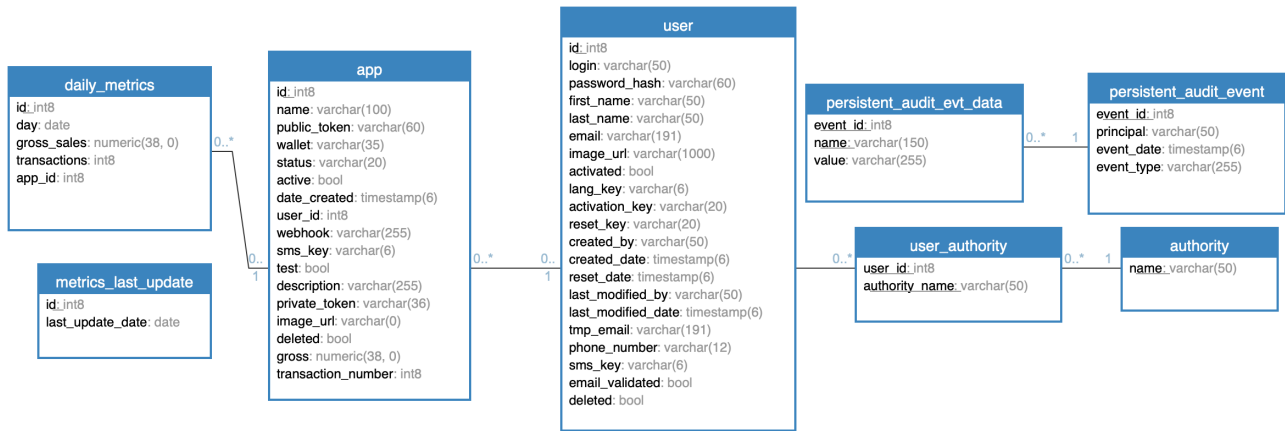 daily_metrics
id: int8
day: date
gross_sales: numeric(38, 0)
transactions: int8
app_id: int8
metrics_last_update
id: int8
last_update_date: date
0..*
0..
1
app
id: int8
name: varchar(100)
public_token: varchar(60)
wallet: varchar(35)
status: varchar(20)
active: bool
date_created: timestamp(6)
user_id: int8
webhook: varchar(255)
sms_key: varchar(6)
test: bool
description: varchar(255)
private_token: varchar(36)
image_url: varchar(0)
deleted: bool
gross: numeric(38, 0)
transaction_number: int8
0..*
0..
1
user
id: int8
login: varchar(50)
password_hash: varchar(60)
first_name: varchar(50)
last_name: varchar(50)
email: varchar(191)
image_url: varchar(1000)
activated: bool
lang_key: varchar(6)
activation_key: varchar(20)
reset_key: varchar(20)
created_by: varchar(50)
created_date: timestamp(6)
reset_date: timestamp(6)
last_modified_by: varchar(50)
last_modified_date: timestamp(6)
tmp_email: varchar(191)
phone_number: varchar(12)
sms_key: varchar(6)
email_validated: bool
deleted: bool
persistent_audit_evt_data
event_id: int8
name: varchar(150)
value: varchar(255)
0..*
1
persistent_audit_event
event_id: int8
principal: varchar(50)
event_date: timestamp(6)
event_type: varchar(255)
0..*
user_authority
user_id: int8
authority_name: varchar(50)
0..*
1
authority
name: varchar(50)